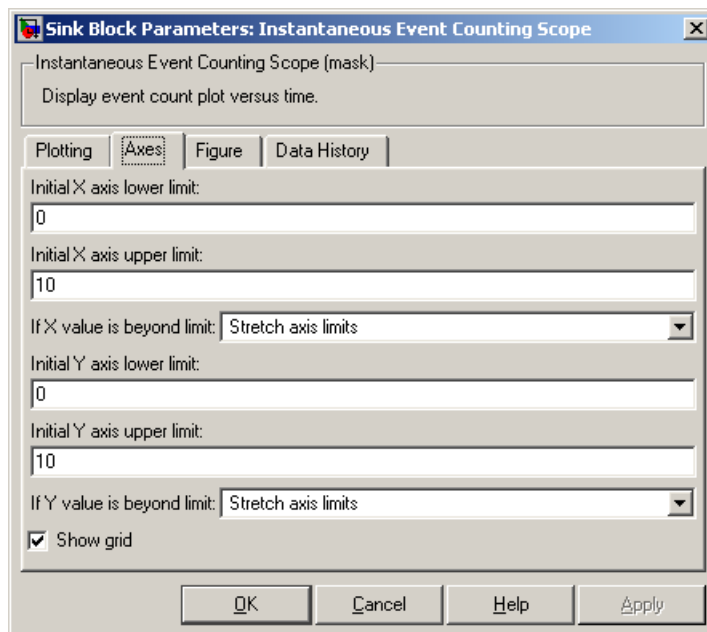 Sink Block Parameters: Instantaneous Event Counting Scope
Instantaneous Event Counting Scope (mask)
Display event count plot versus time.
Plotting Axes Figure Data History
Initial X axis lower limit:
0
Initial X axis upper limit:
10
If X value is beyond limit: Stretch axis limits
Initial Y axis lower limit:
0
Initial Y axis upper limit:
10
If Y value is beyond limit: Stretch axis limits
Show grid
OK Cancel Help Apply